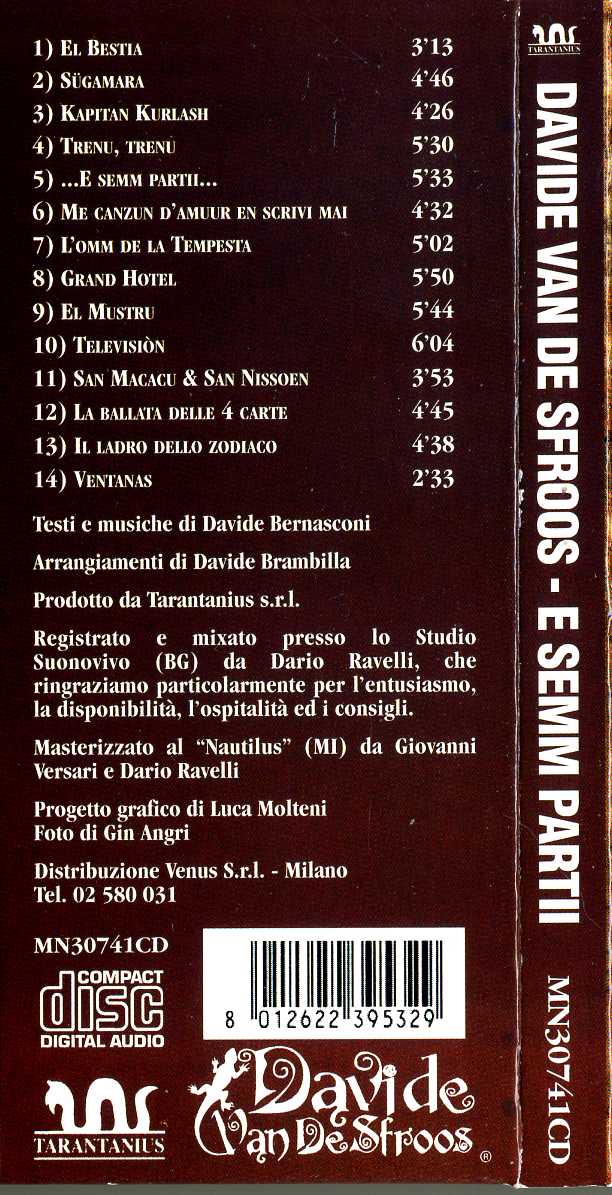 1) El Bestia 3'13
2) Sügamara 4'46
3) Kapitan Kurlash 4'26
4) Trenu, trenu 5'30
5) ...E semm partii... 5'33
6) Me canzun d'amuur en scrivi mai 4'32
7) L'omm de la Tempesta 5'02
8) Grand Hotel 5'50
9) El Mustru 5'44
10) Televisiòn 6'04
11) San Macacu & San Nissoen 3'53
12) La ballata delle 4 carte 4'45
13) Il ladro dello zodiaco 4'38
14) Ventanas 2'33
Testi e musiche di Davide Bernasconi
Arrangiamenti di Davide Brambilla
Prodotto da Tarantanius s.r.l.
Registrato e mixato presso lo Studio
Suonovivo (BG) da Dario Ravelli, che
ringraziamo particolarmente per l'entusiasmo,
la disponibilità, l'ospitalità ed i consigli.
Masterizzato al "Nautilus" (MI) da Giovanni
Versari e Dario Ravelli
Progetto grafico di Luca Molteni
Foto di Gin Angri
Distribuzione Venus S.r.l. - Milano
Tel. 02 580 031
MN30741CD
COMPACT
disc
DIGITAL AUDIO
8 012622 395329
TARANTANIUS
Davide
Van De Sfroos ®
TARANTANIUS
DAVIDE VAN DE SFROOS - E SEMM PARTII
MN30741CD